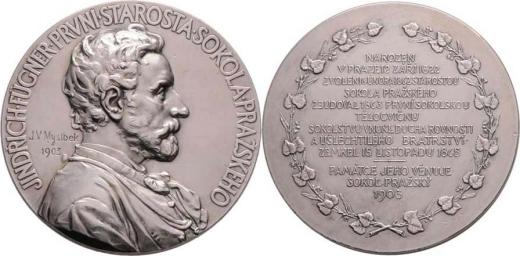 JINDŘICH FÜGNER PRVNÍ STAROSTA SOKOLA PRAŽSKÉHO
J.V. Myslbek
1903
NAROZEN
V PRAZE 12. ZÁŘÍ 1822
ZVOLEN 1862 STAROSTOU
SOKOLA PRAŽSKÉHO
ZBUDOVAL 1863 PRVNÍ SOKOLSKOU
TĚLOCVIČNU
SOKOLSTVU VNUKL DUCHA ROVNOSTI
A UŠLECHTILÉHO BRATRSTVÍ
ZEMŘEL 15. LISTOPADU 1865
PAMÁTCE JEHO VĚNUJE
SOKOL PRAŽSKÝ
1903